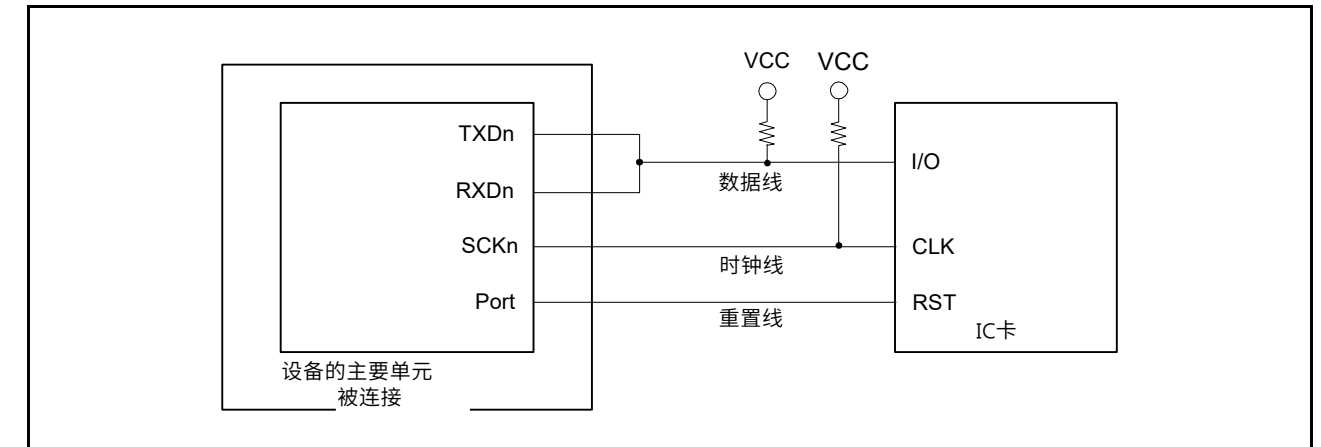 VCC VCC
TXDn
I/O
数据线
RXDn
SCKn
CLK
时钟线
Port
RST
重置线
IC卡
设备的主要单元
被连接